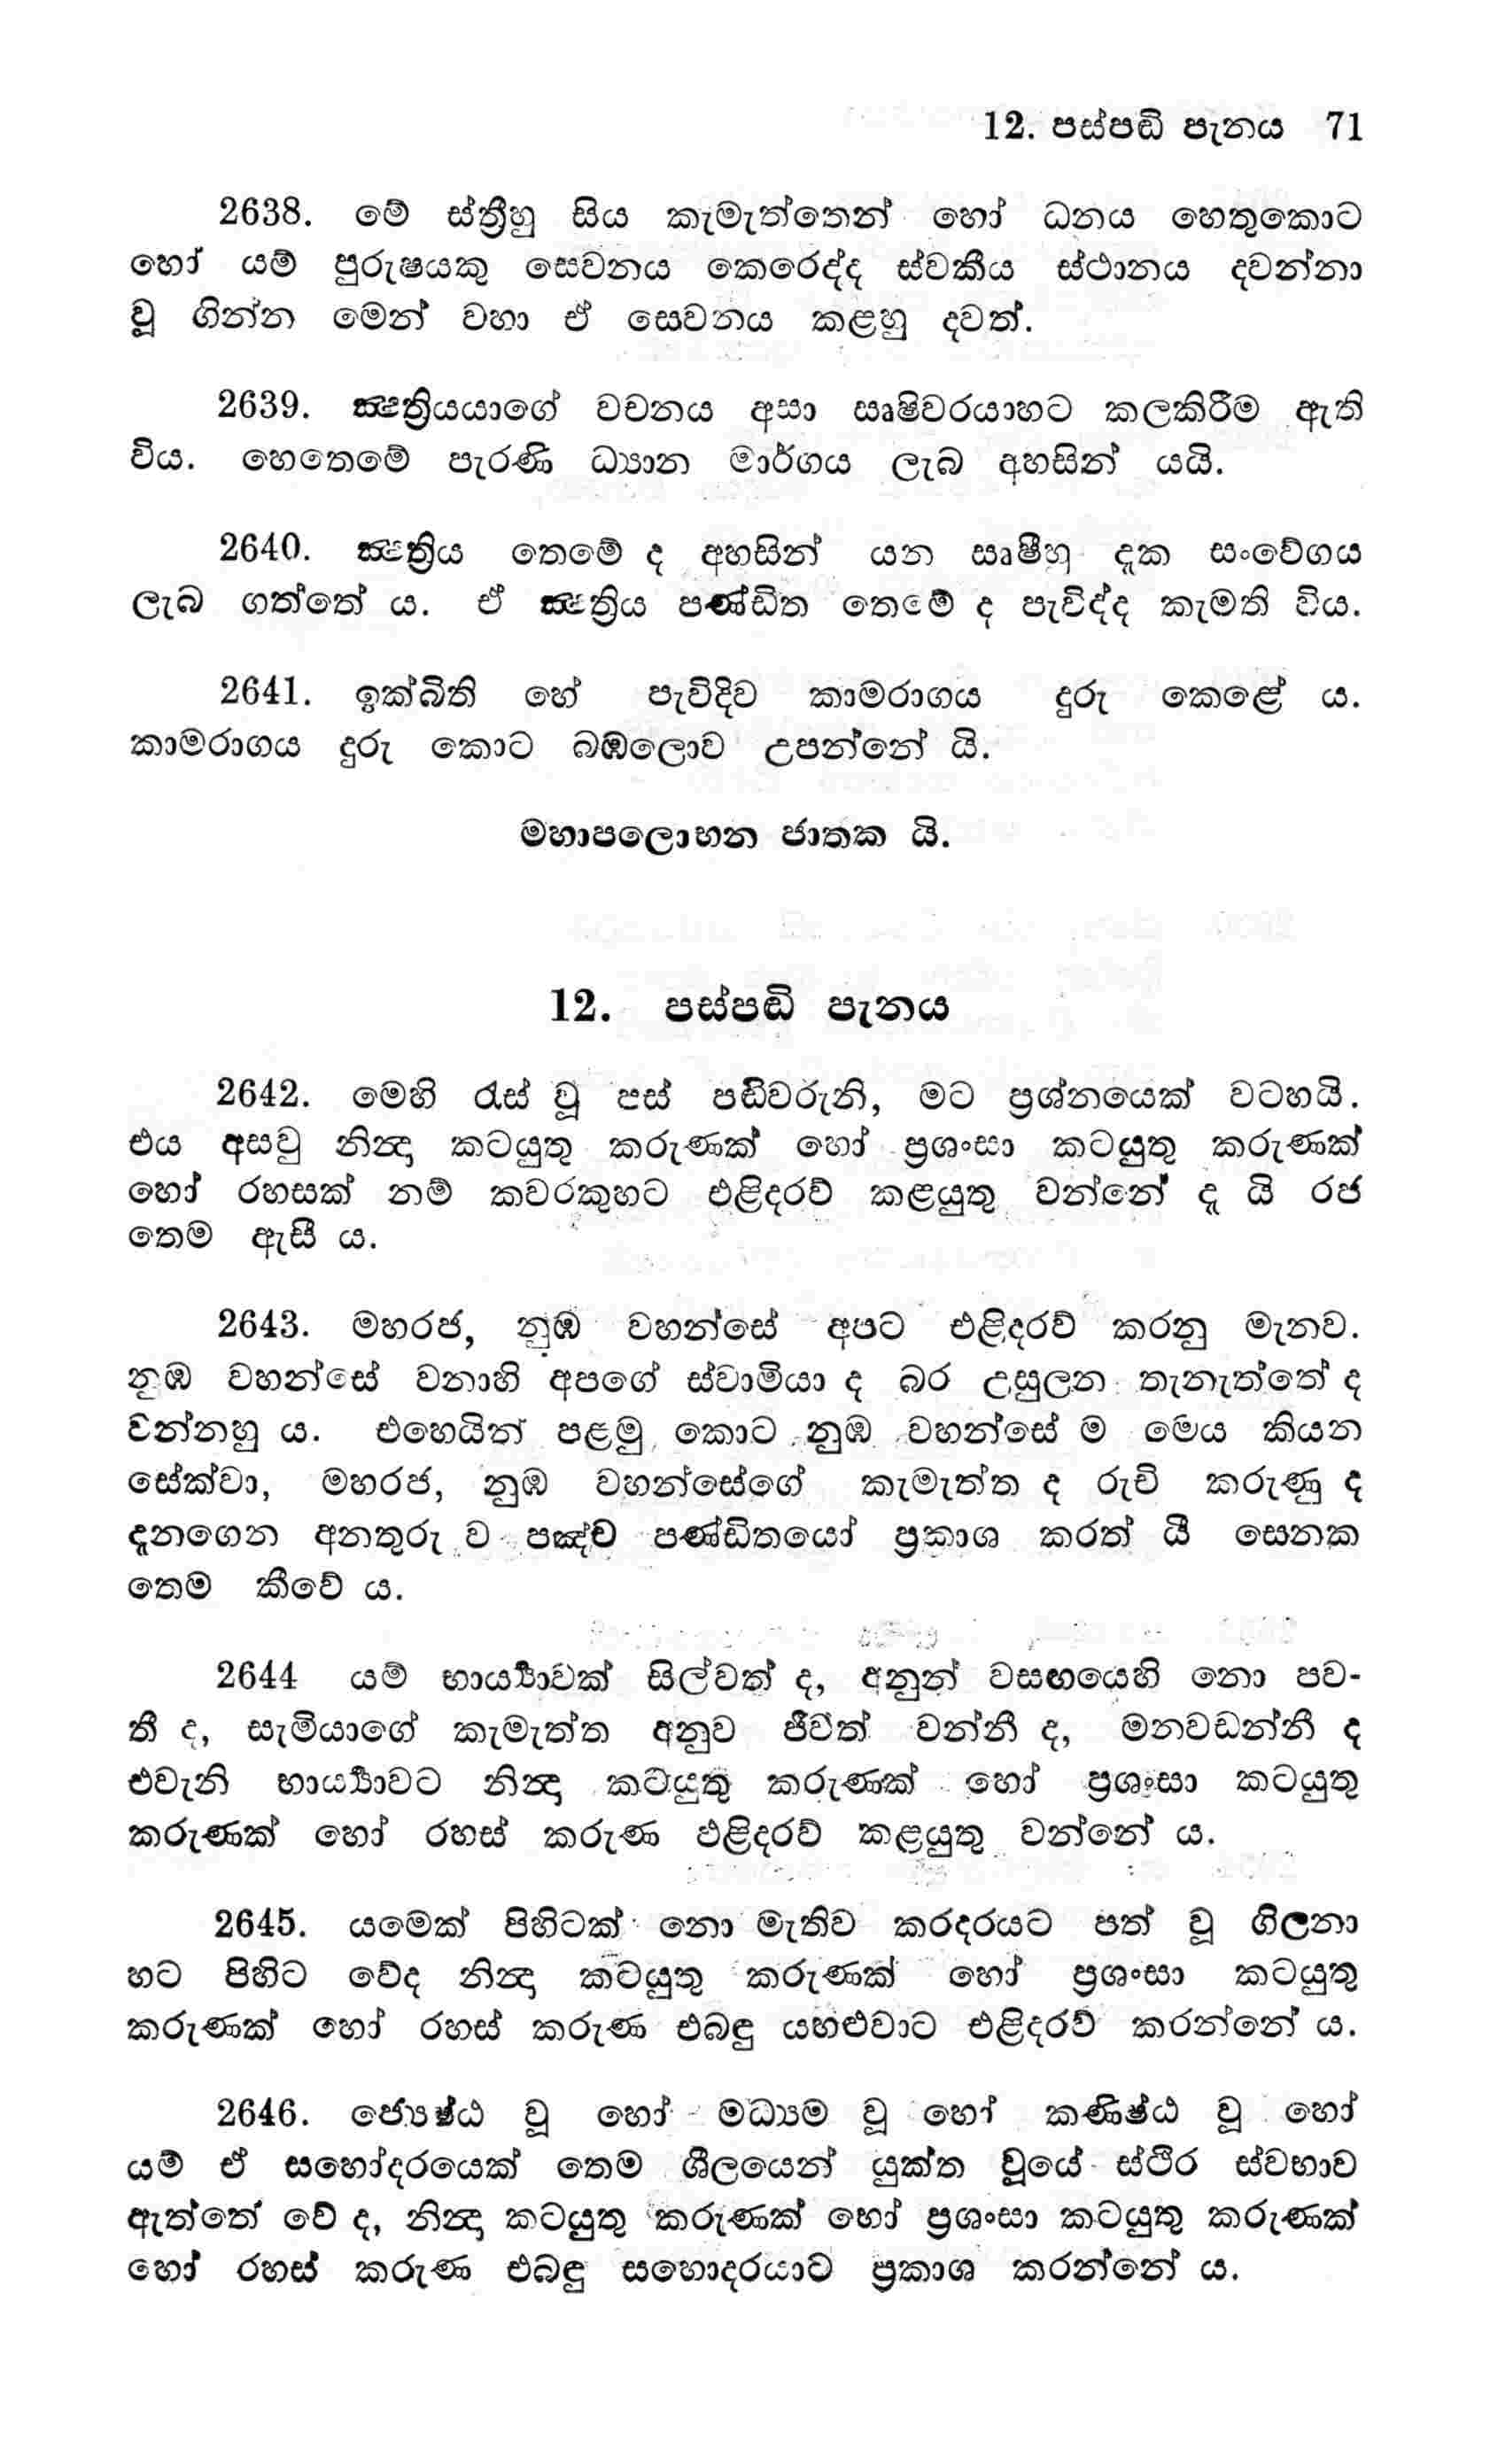 12. පස්පඬි පැනය 71
2638. මේ ස්ත්‍රීහු සිය කැමැත්තෙන් හෝ ධනය හෙතුකොට
හෝ යම් පුරුෂයකු සෙවනය කෙරෙද්ද ස්වකීය ස්ථානය දවන්නා
වූ ගින්න මෙන් වහා ඒ සෙවනය කළහු දවත්.
2639. ක්‍ෂත්‍රියයාගේ වචනය අසා සෘෂිවරයාහට කලකිරීම ඇති
විය. හෙතෙමේ පැරණි ධ්‍යාන මාර්ගය ලැබ අහසින් යයි.
2640. ක්‍ෂත්‍රිය තෙමේ ද අහසින් යන සෘෂීහු දැක සංවේගය
ලැබ ගත්තේ ය. ඒ ක්‍ෂත්‍රිය පණ්ඩිත තෙමේ ද පැවිද්ද කැමති විය.
2641. ඉක්බිති හේ පැවිදිව කාමරාගය දුරු කෙළේ ය.
කාමරාගය දුරු කොට බඹලොව උපන්නේ යි.
මහාපලොභන ජාතක යි.
12. පස්පඬි පැනය
2642. මෙහි රැස් වූ පස් පඬිවරුනි, මට ප්‍රශ්නයෙක් වටහයි.
එය අසවු නින්‍දා කටයුතු කරුණක් හෝ ප්‍රශංසා කටයුතු කරුණක්
හෝ රහසක් නම් කවරකුහට එළිදරව් කළයුතු වන්නේ දැ යි රජ
තෙම ඇසී ය.
2643. මහරජ, නුඹ වහන්සේ අපට එළිදරව් කරනු මැනව.
නුඹ වහන්සේ වනාහි අපගේ ස්වාමියා ද බර උසුලන තැනැත්තේ ද
වන්නහු ය. එහෙයින් පළමු කොට නුඹ වහන්සේ ම මෙය කියන
සේක්වා, මහරජ, නුඹ වහන්සේගේ කැමැත්ත ද රුචි කරුණු ද
දැනගෙන අනතුරු ව පඤ්ච පණ්ඩිතයෝ ප්‍රකාශ කරත් යී සෙනක
තෙම කීවේ ය.
2644 යම් භාර්‍ය්‍යාවක් සිල්වත් ද, අනුන් වසඟයෙහි නො පව-
තී ද, සැමියාගේ කැමැත්ත අනුව ජීවත් වන්නී ද, මනවඩන්නී ද
එවැනි භාර්‍ය්‍යාවට නින්‍දා කටයුතු කරුණක් හෝ ප්‍රශංසා කටයුතු
කරුණක් හෝ රහස් කරුණ එළිදරව් කළයුතු වන්නේ ය.
2645. යමෙක් පිහිටක් නො මැතිව කරදරයට පත් වූ ගිලනා
හට පිහිට වේද නින්‍දා කටයුතු කරුණක් හෝ ප්‍රශංසා කටයුතු
කරුණක් හෝ රහස් කරුණ එබඳු යහළුවාට එළිදරව් කරන්නේ ය.
2646. ජ්‍යෙෂ්ඨ වූ හෝ මධ්‍යම වූ හෝ කණිෂ්ඨ වූ හෝ
යම් ඒ සහෝදරයෙක් තෙම ශීලයෙන් යුක්ත වූයේ ස්ථිර ස්වභාව
ඇත්තේ වේ ද, නින්‍දා කටයුතු කරුණක් හෝ ප්‍රශංසා කටයුතු කරුණක්
හෝ රහස් කරුණ එබඳු සහොදරයාට ප්‍රකාශ කරන්නේ ය.